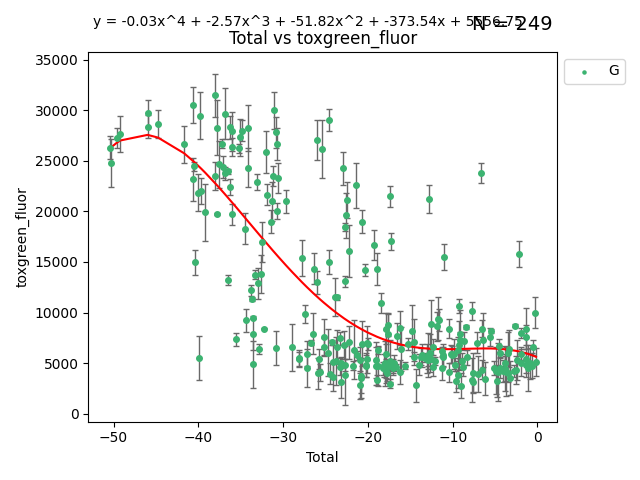 y = -0.03x^4 + -2.57x^3 + -51.82x^2 + -373.54x + 5556.75
N = 249
Total vs toxgreen_fluor
G
toxgreen_fluor
35000
30000
25000
20000
15000
10000
5000
0
−50 −40 −30 −20 −10 0
Total